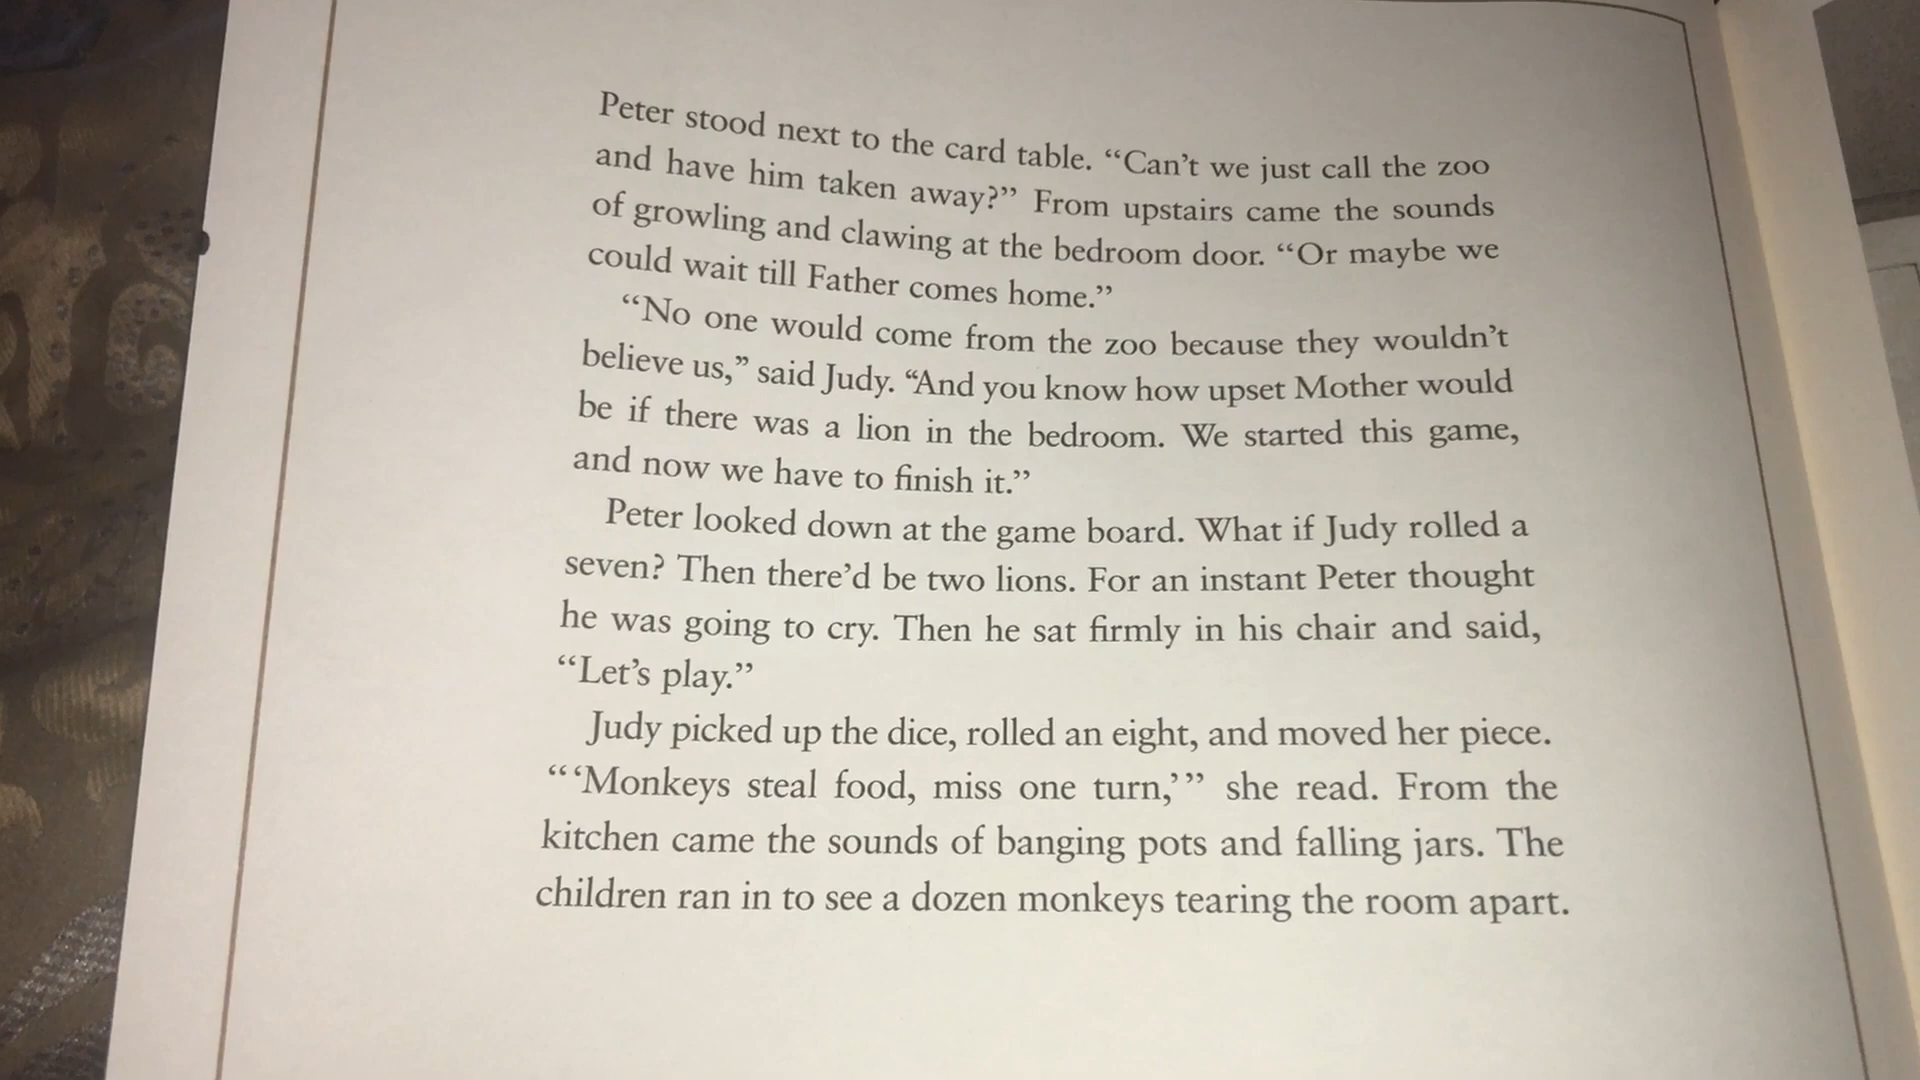 Peter stood next to the card table. “Can’t we just call the zoo
and have him taken away?” From upstairs came the sounds
of growling and clawing at the bedroom door. “Or maybe we
could wait till Father comes home.”
“No one would come from the zoo because they wouldn’t
believe us,” said Judy. “And you know how upset Mother would
be if there was a lion in the bedroom. We started this game,
and now we have to finish it.”
Peter looked down at the game board. What if Judy rolled a
seven? Then there’d be two lions. For an instant Peter thought
he was going to cry. Then he sat firmly in his chair and said,
“Let’s play.”
Judy picked up the dice, rolled an eight, and moved her piece.
“‘Monkeys steal food, miss one turn,’” she read. From the
kitchen came the sounds of banging pots and falling jars. The
children ran in to see a dozen monkeys tearing the room apart.